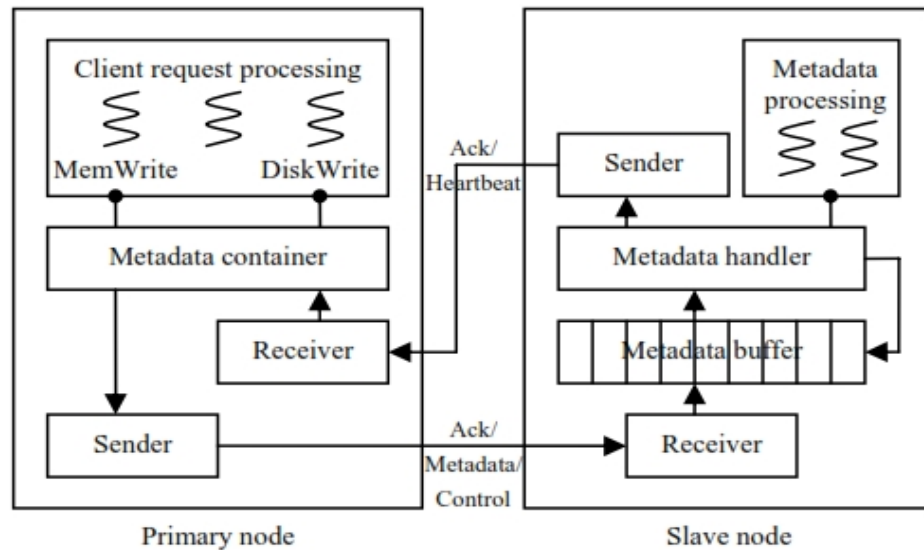 Client request processing
MemWrite
DiskWrite
Metadata container
Receiver
Sender
Primary node
Ack/
Heartbeat
Ack/
Metadata/
Control
Sender
Metadata
processing
Metadata handler
Metadata buffer
Receiver
Slave node